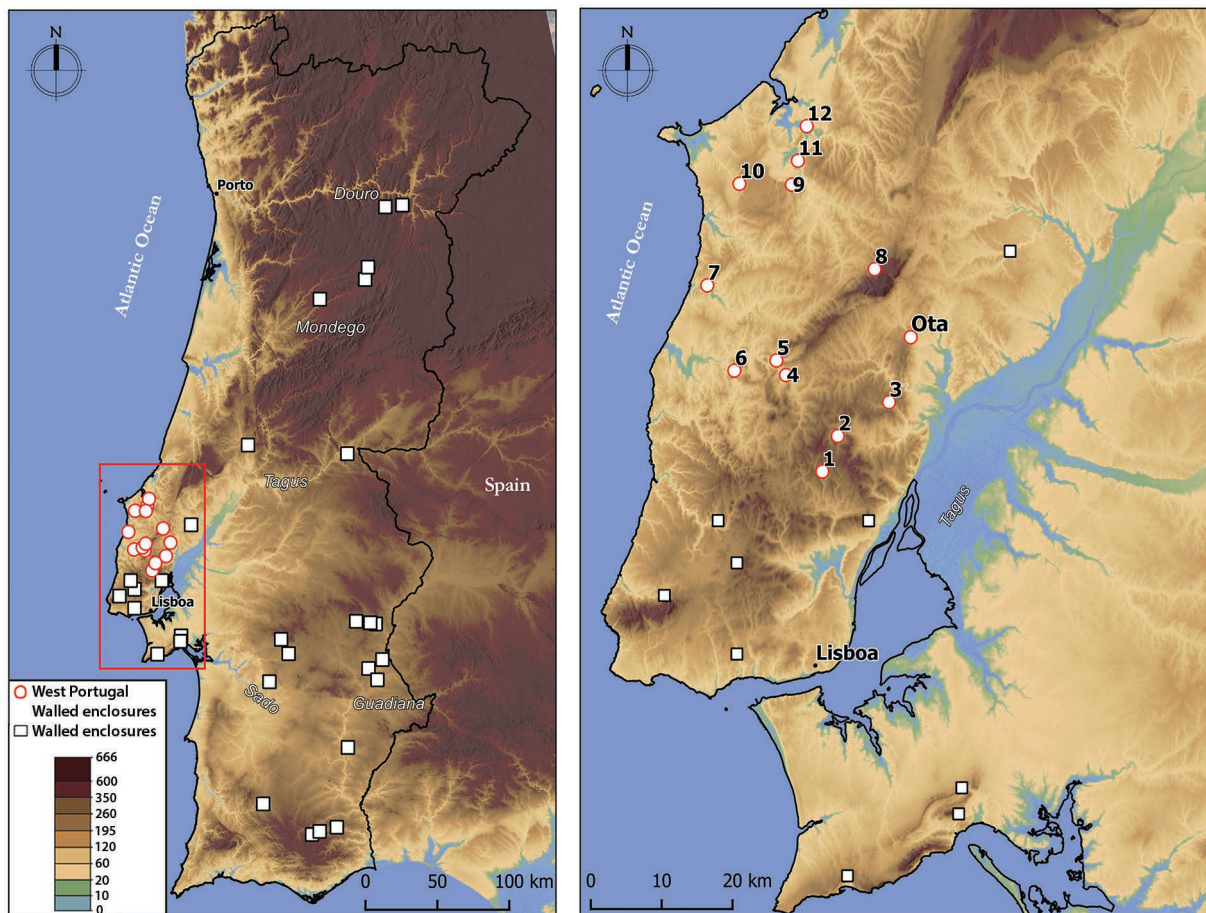 N
Porto
Douro
Atlantic Ocean
Mondego
Tagus
Spain
Lisboa
Sado
Guadiana
West Portugal
Walled enclosures
Walled enclosures
666
600
350
260
195
120
60
20
10
0
0 50 100 km
N
12
11
10
9
Atlantic Ocean
8
7
Ota
5
6
4
3
2
1
Tagus
Lisboa
0 10 20 km